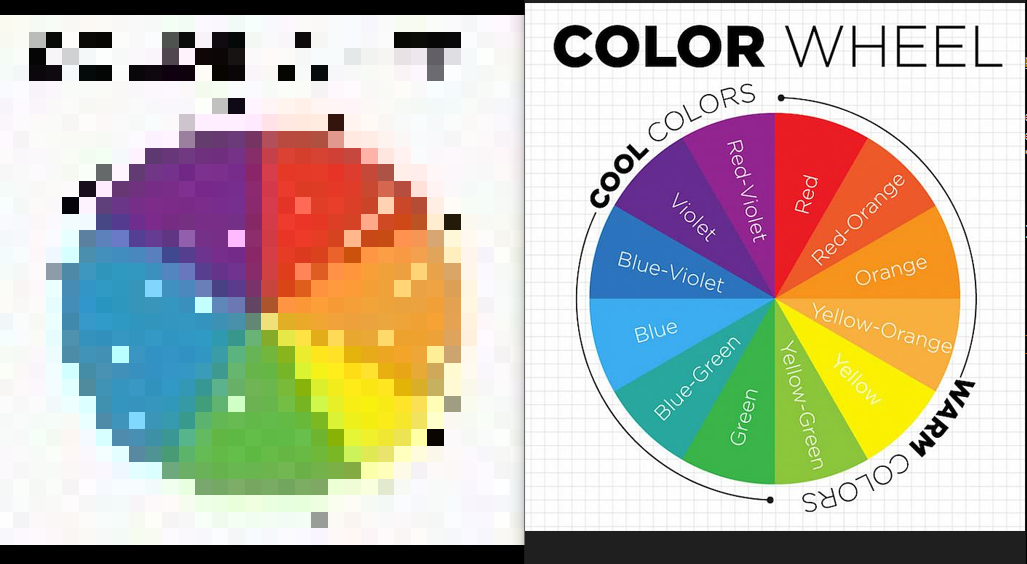 COLOR WHEEL
COOL COLORS
Red-Violet
Red
Violet
Red-Orange
Blue-Violet
Orange
Blue
Yellow-Orange
Blue-Green
Yellow
Green
Yellow-Green
WARM COLORS